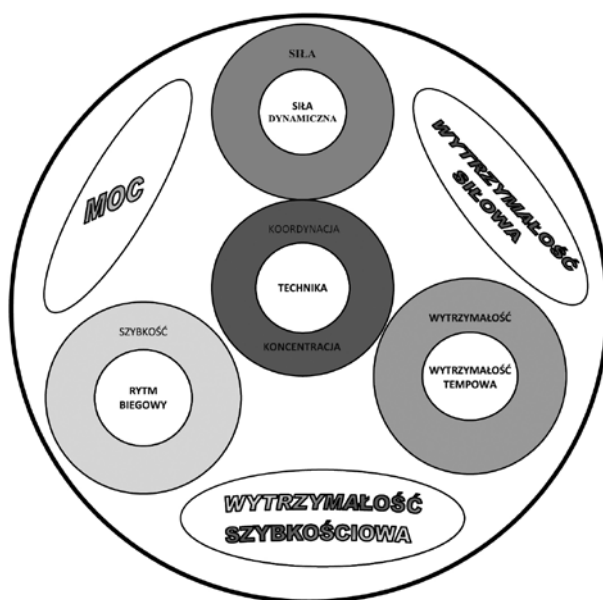 SIŁA
SIŁA
DYNAMICZNA
MOC
WYTRZYMAŁOŚĆ
SIŁOWA
KOORDYNACJA
TECHNIKA
KONCENTRACJA
SZYBKOŚĆ
RYTM
BIEGOWY
WYTRZYMAŁOŚĆ
WYTRZYMAŁOŚĆ
TEMPOWA
WYTRZYMAŁOŚĆ
SZYBKOŚCIOWA